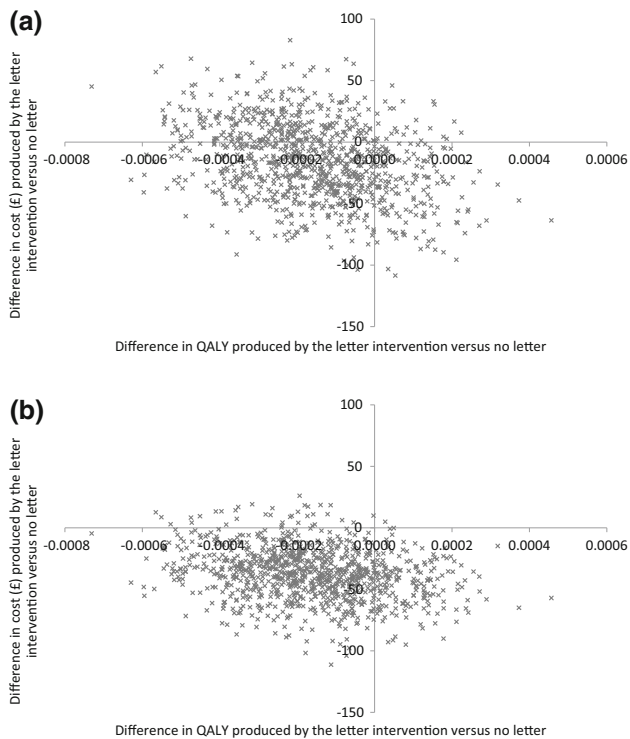 (a)
Difference in cost (£) produced by the letter
intervention versus no letter
100
50
0
-0.0008 -0.0006 -0.0004 -0.0002 0.0000 0.0002 0.0004 0.0006
-50
-100
-150
Difference in QALY produced by the letter intervention versus no letter
(b)
Difference in cost (£) produced by the letter
intervention versus no letter
100
50
0
-0.0008 -0.0006 -0.0004 -0.0002 0.0000 0.0002 0.0004 0.0006
-50
-100
-150
Difference in QALY produced by the letter intervention versus no letter